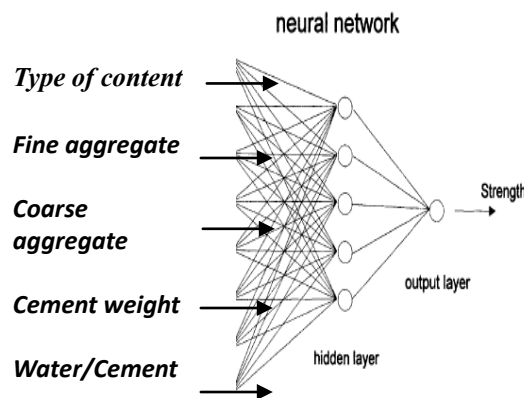 neural network
Type of content
Fine aggregate
Coarse
aggregate
Cement weight
Water/Cement
Strength
output layer
hidden layer